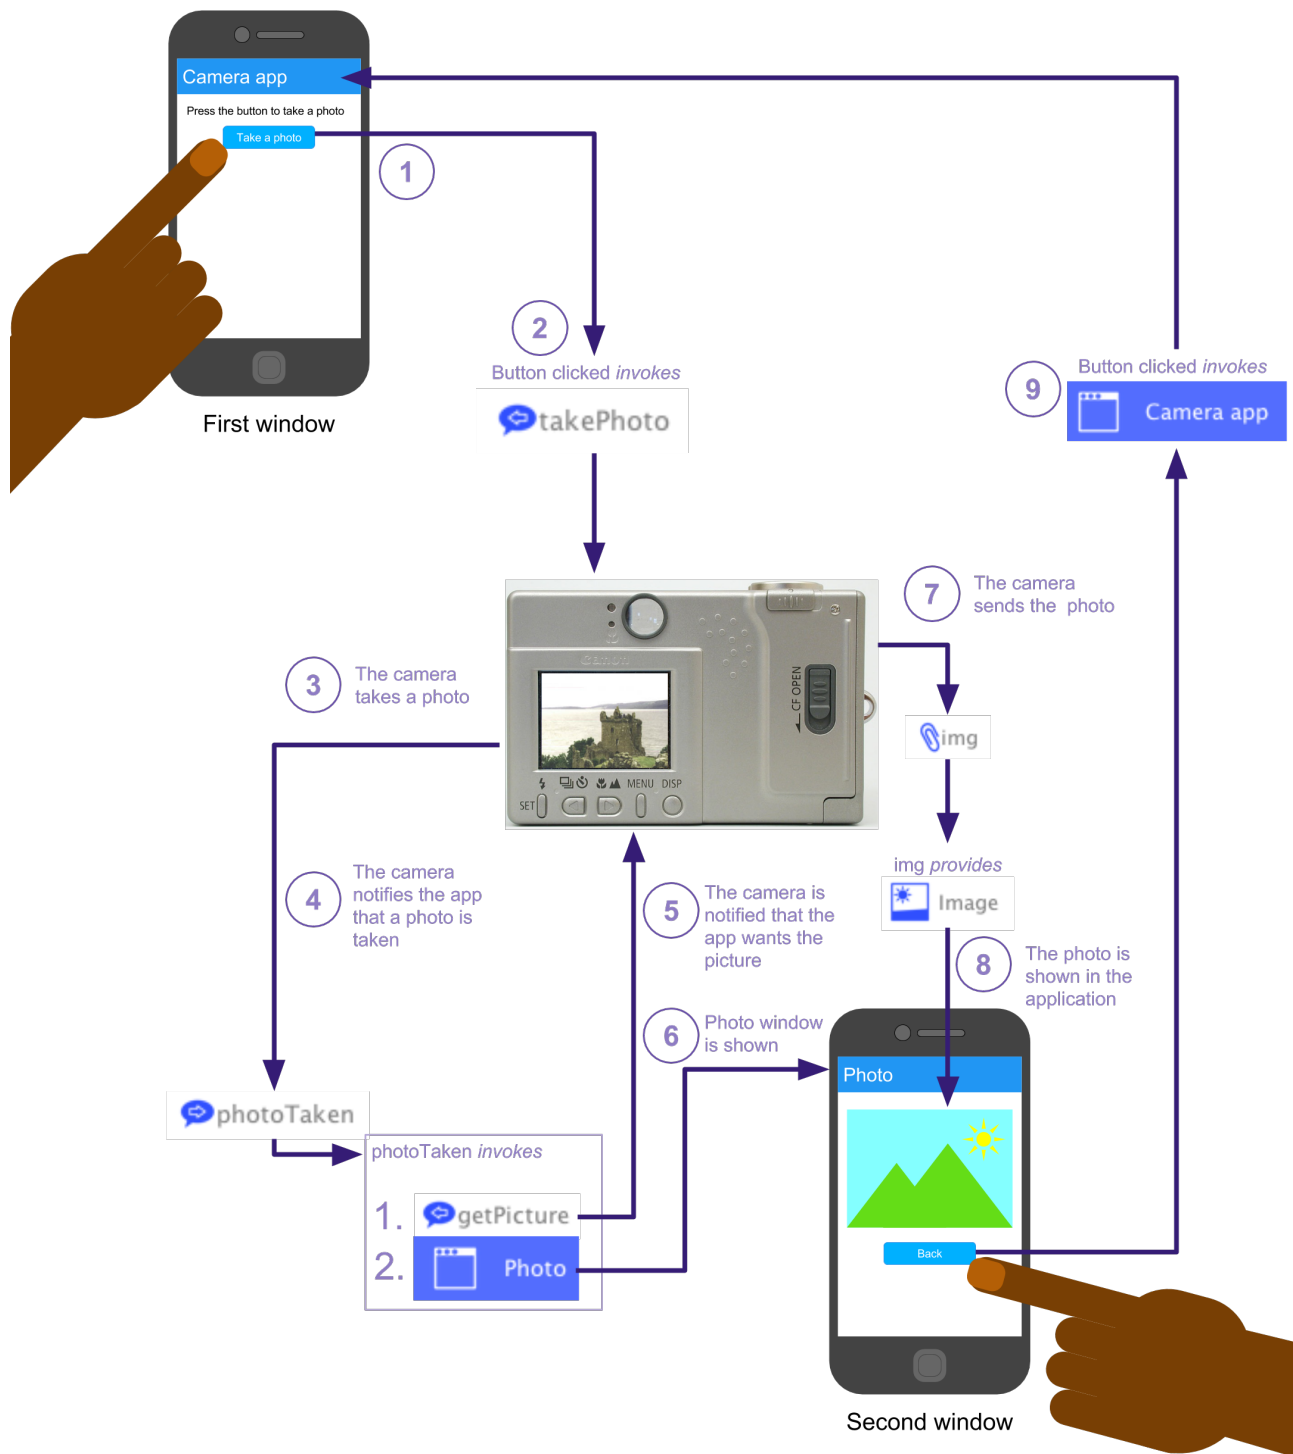 Camera app
Press the button to take a photo
Take a photo
1
First window
2
Button clicked invokes
takePhoto
9
Button clicked invokes
Camera app
3
The camera
takes a photo
Canon
CF OPEN
MENU
DISP
SET
7
The camera
sends the photo
img
img provides
Image
4
The camera
notifies the app
that a photo is
taken
5
The camera is
notified that the
app wants the
picture
8
The photo is
shown in the
application
6
Photo window
is shown
photoTaken
photoTaken invokes
1.
getPicture
2.
Photo
Photo
Back
Second window